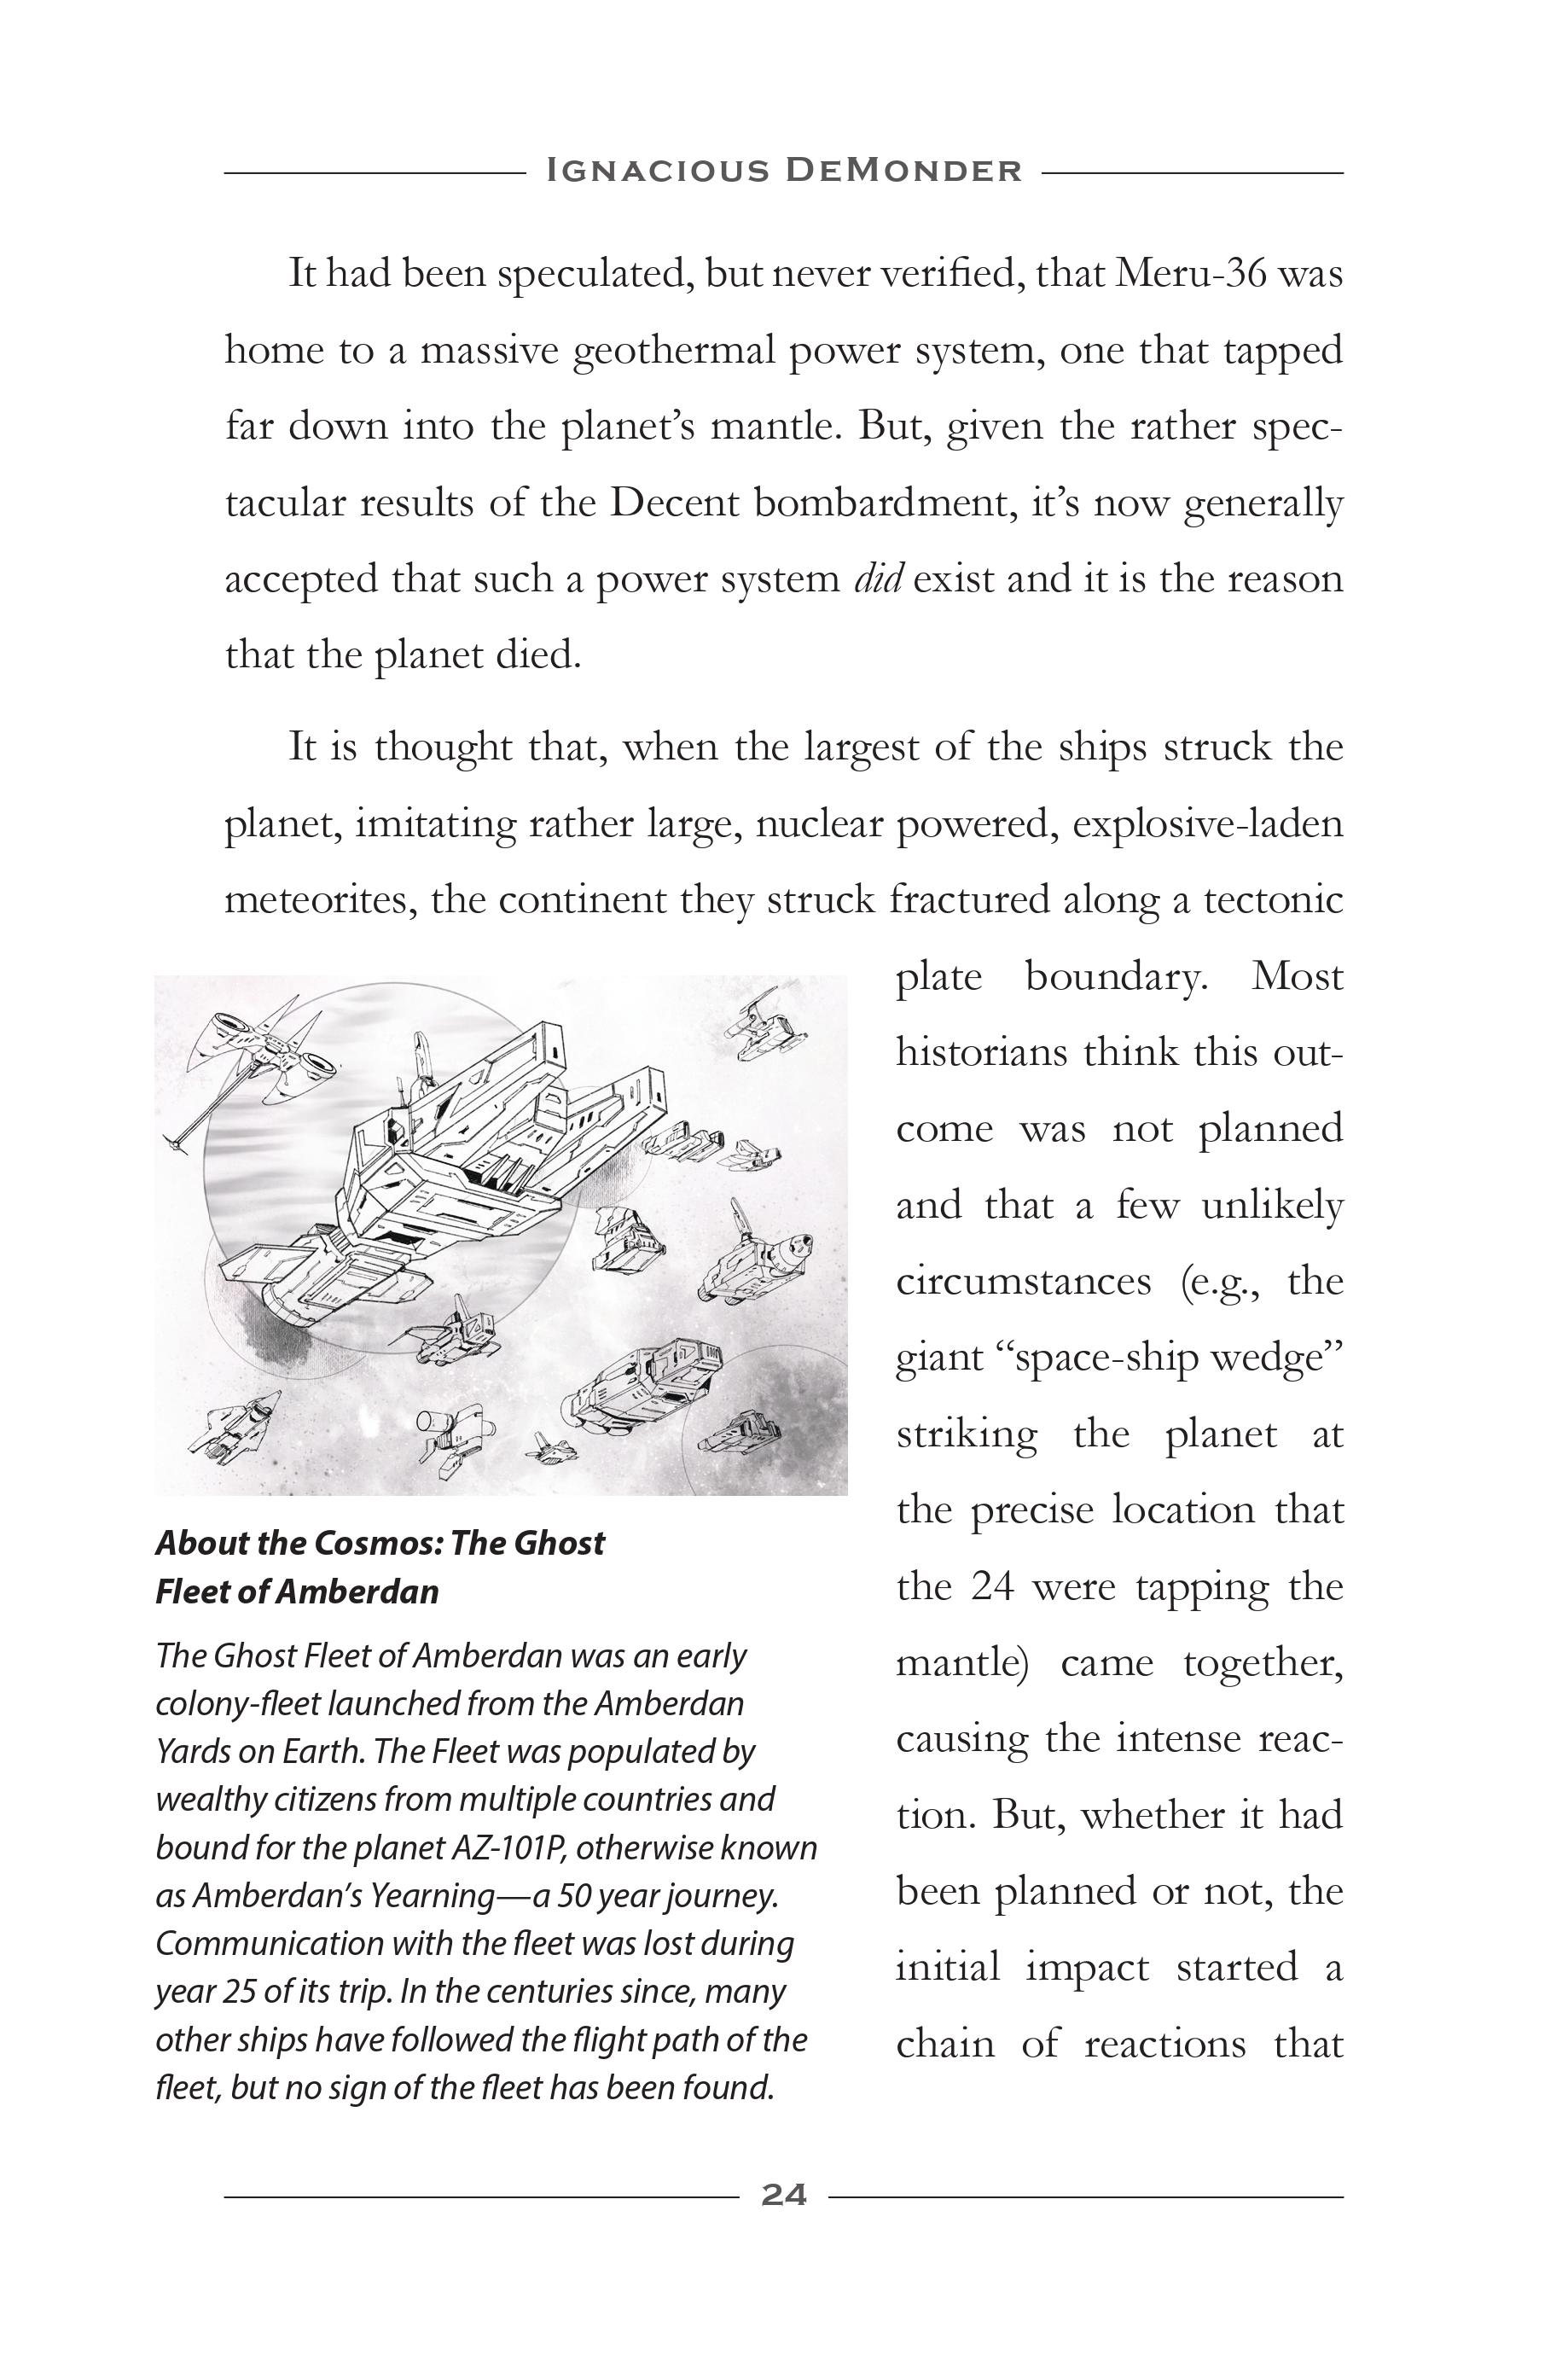 Ignacious DeMonder
It had been speculated, but never verified, that Meru-36 was
home to a massive geothermal power system, one that tapped
far down into the planet’s mantle. But, given the rather spec-
tacular results of the Decent bombardment, it’s now generally
accepted that such a power system did exist and it is the reason
that the planet died.
It is thought that, when the largest of the ships struck the
planet, imitating rather large, nuclear powered, explosive-laden
meteorites, the continent they struck fractured along a tectonic
plate boundary. Most
historians think this out-
come was not planned
and that a few unlikely
circumstances (e.g., the
giant “space-ship wedge”
striking the planet at
the precise location that
the 24 were tapping the
mantle) came together,
causing the intense reac-
tion. But, whether it had
been planned or not, the
initial impact started a
chain of reactions that
About the Cosmos: The Ghost
Fleet of Amberdan
The Ghost Fleet of Amberdan was an early
colony-fleet launched from the Amberdan
Yards on Earth. The Fleet was populated by
wealthy citizens from multiple countries and
bound for the planet AZ-101P, otherwise known
as Amberdan’s Yearning—a 50 year journey.
Communication with the fleet was lost during
year 25 of its trip. In the centuries since, many
other ships have followed the flight path of the
fleet, but no sign of the fleet has been found.
24